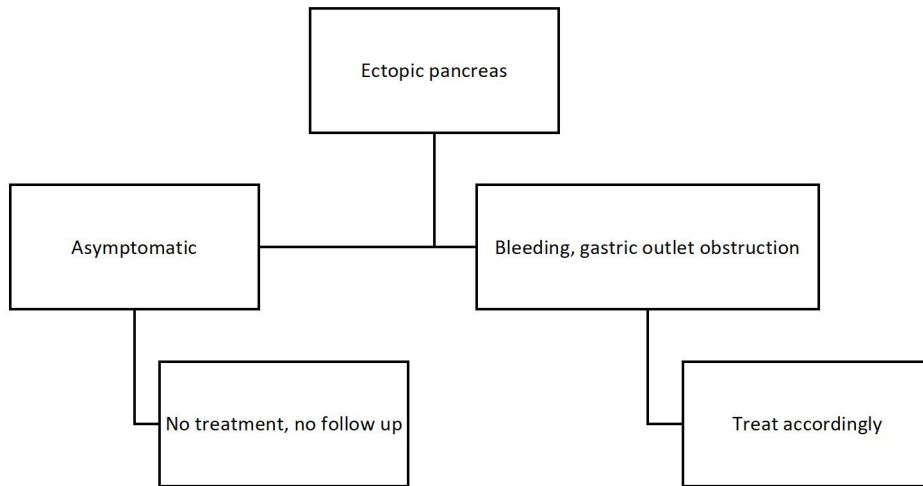 Ectopic pancreas
Asymptomatic
Bleeding, gastric outlet obstruction
No treatment, no follow up
Treat accordingly